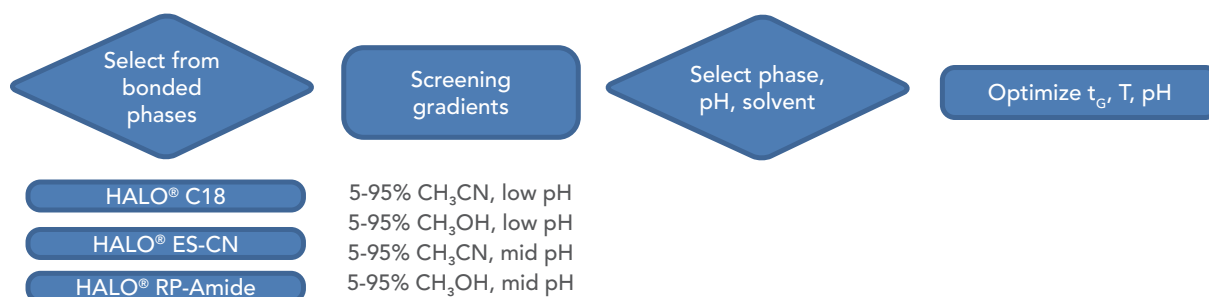 Select from
bonded
phases
Screening
gradients
Select phase,
pH, solvent
Optimize t_G, T, pH
HALO® C18
HALO® ES-CN
HALO® RP-Amide
5-95% CH₃CN, low pH
5-95% CH₃OH, low pH
5-95% CH₃CN, mid pH
5-95% CH₃OH, mid pH